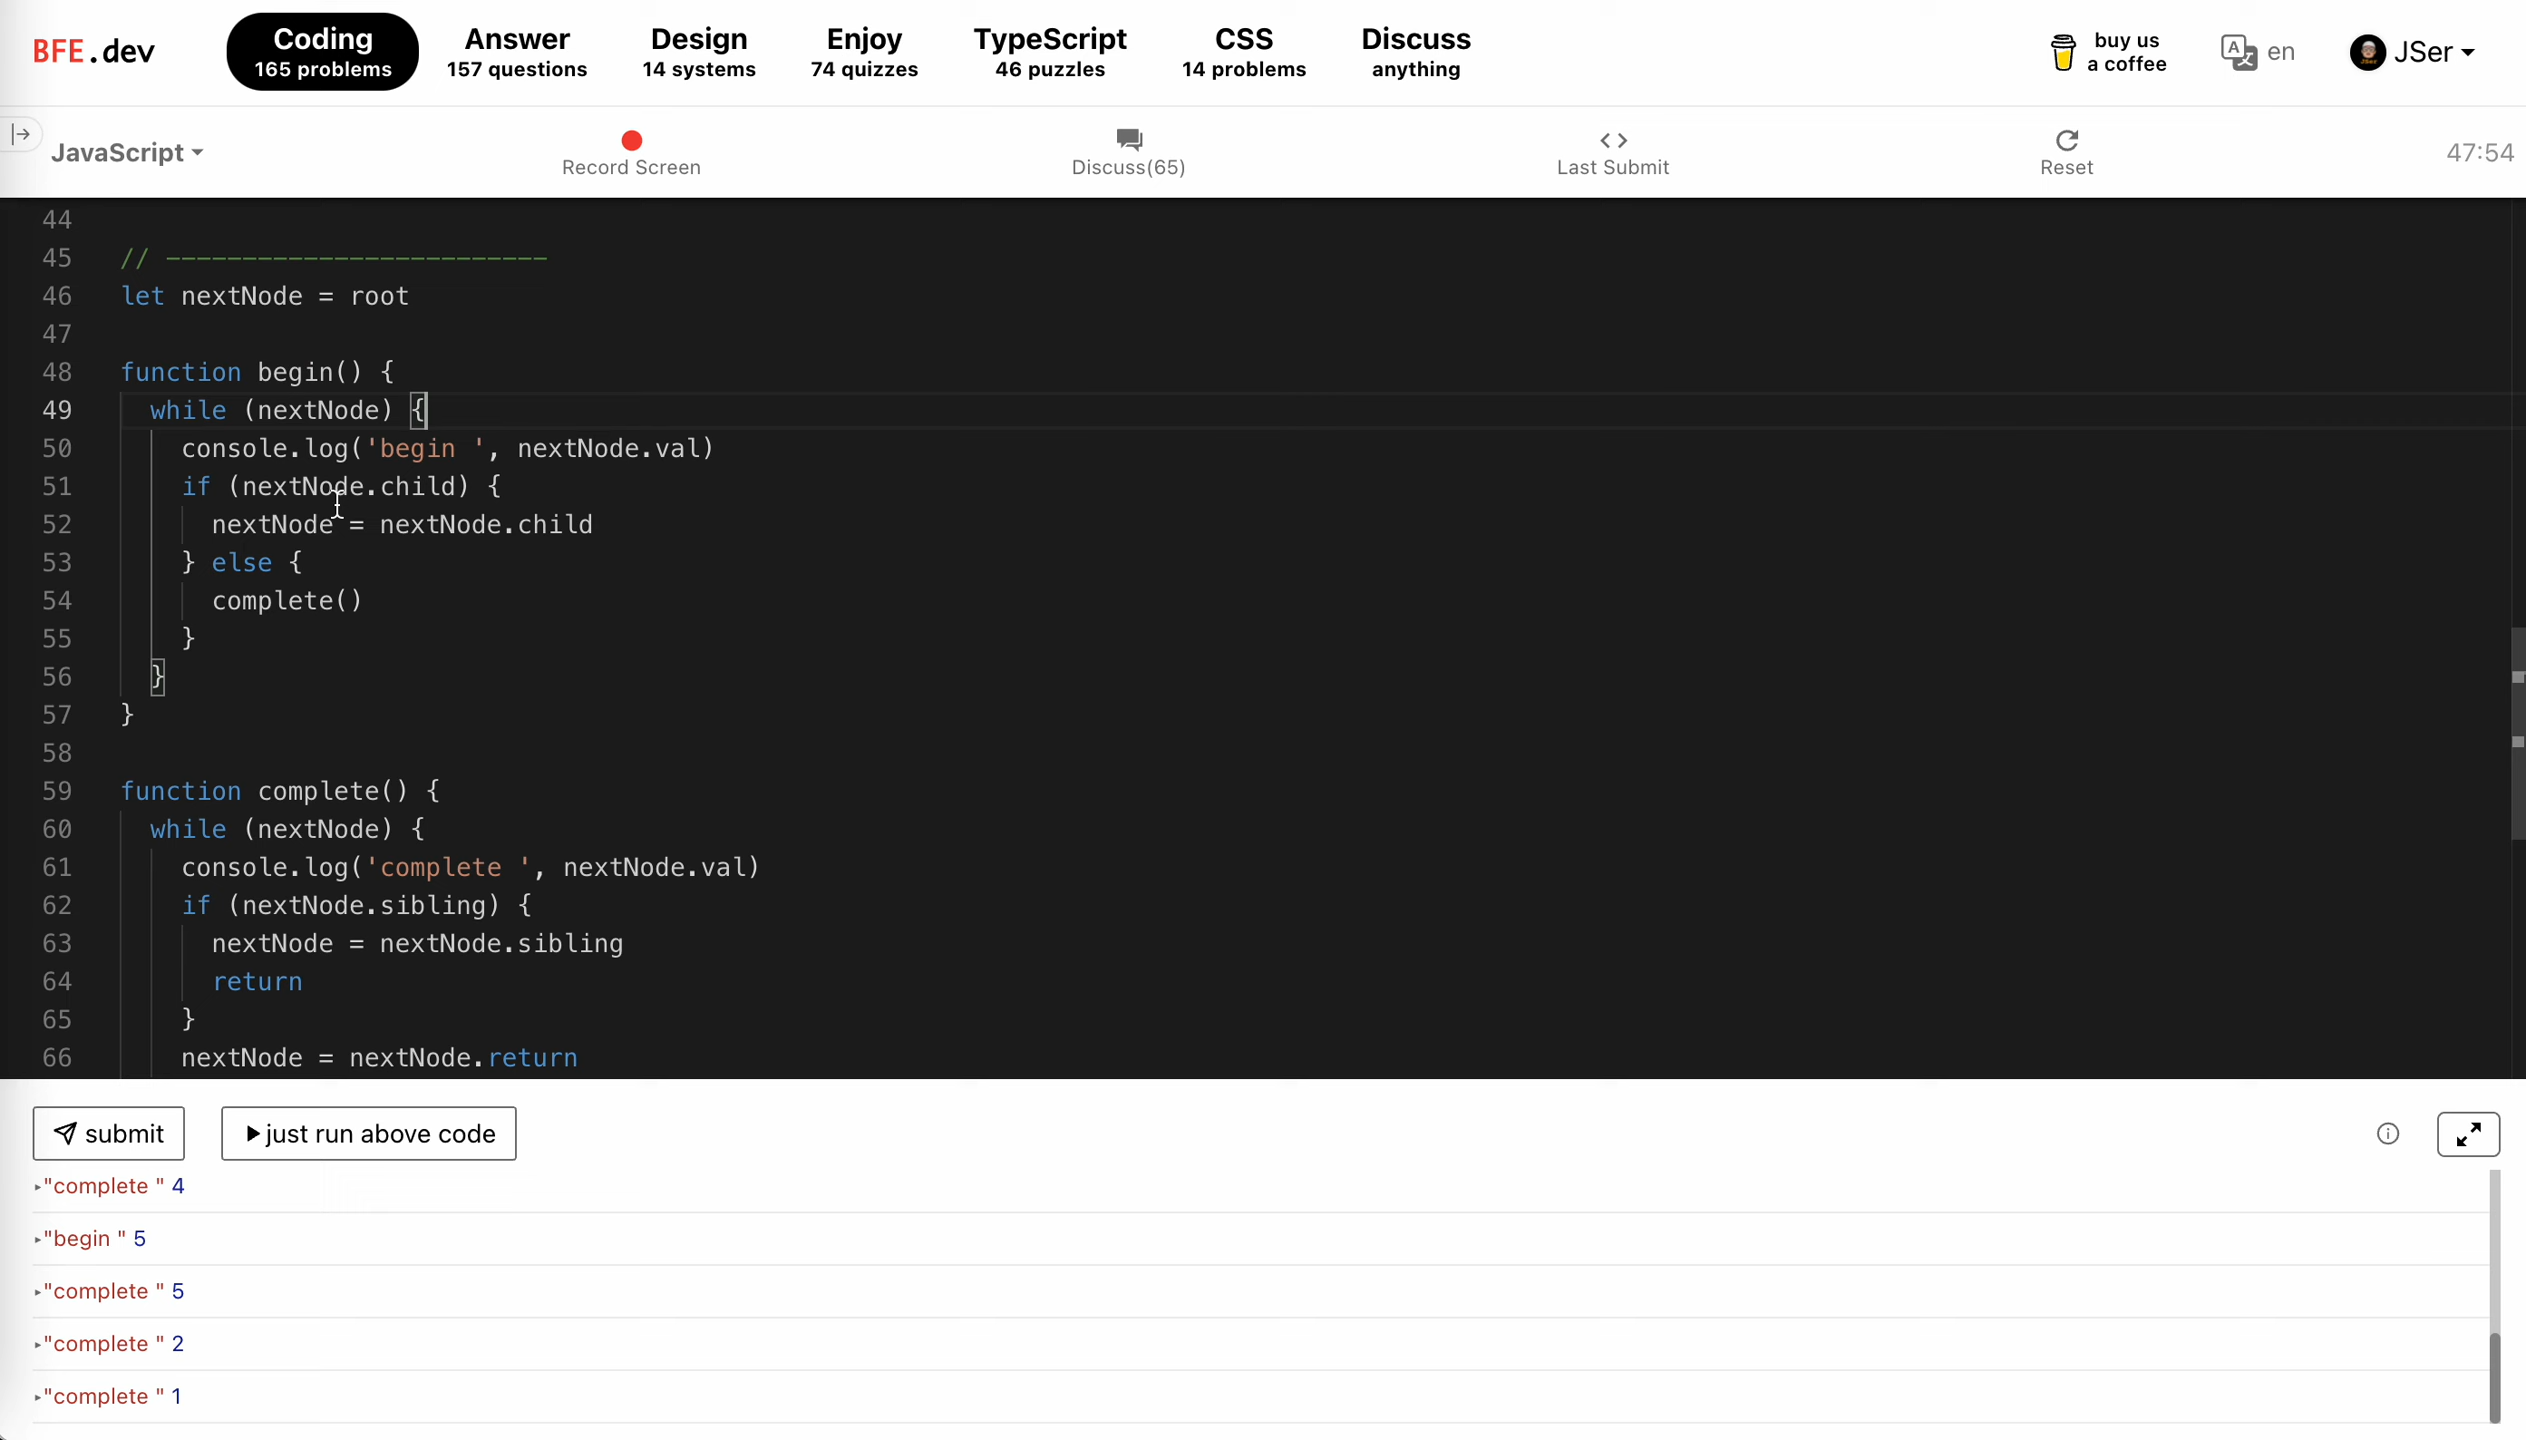 BFE.dev
Coding
165 problems
Answer
157 questions
Design
14 systems
Enjoy
74 quizzes
TypeScript
46 puzzles
CSS
14 problems
Discuss
anything
buy us
a coffee
en
JSer
JavaScript
Record Screen
Discuss(65)
Last Submit
Reset
47:54
44
45 // -------------------------
46 let nextNode = root
47
48 function begin() {
49 while (nextNode) {
50 console.log('begin ', nextNode.val)
51 if (nextNode.child) {
52 nextNode = nextNode.child
53 } else {
54 complete()
55 }
56 }
57 }
58
59 function complete() {
60 while (nextNode) {
61 console.log('complete ', nextNode.val)
62 if (nextNode.sibling) {
63 nextNode = nextNode.sibling
64 return
65 }
66 nextNode = nextNode.return
submit
just run above code
"complete " 4
"begin " 5
"complete " 5
"complete " 2
"complete " 1